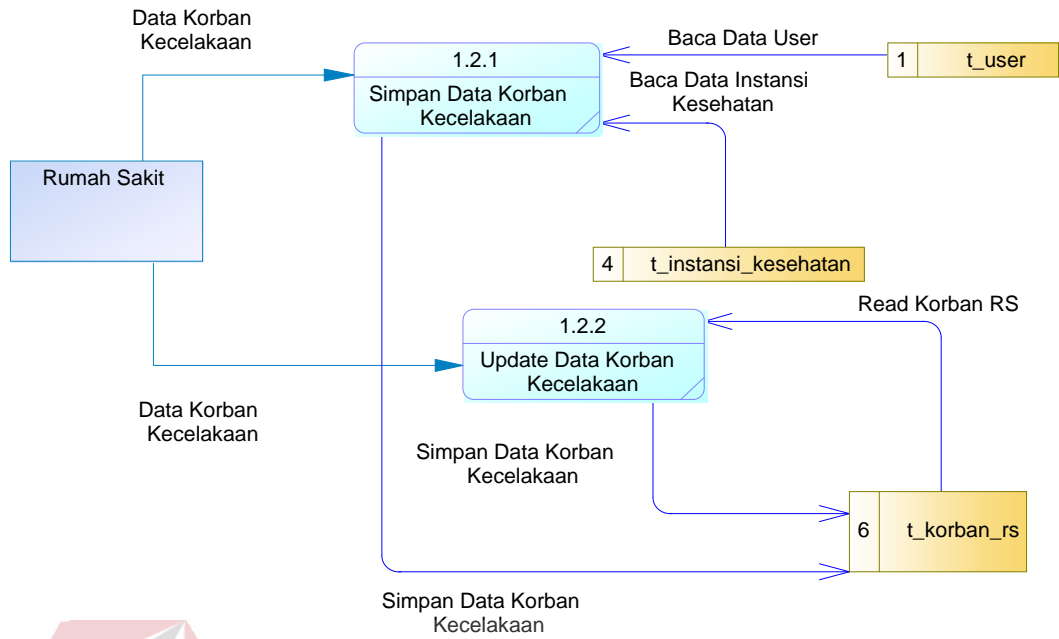 Data Korban
Kecelakaan
1.2.1
Simpan Data Korban
Kecelakaan
Baca Data User
1
t_user
Baca Data Instansi
Kesehatan
Rumah Sakit
4
t_instansi_kesehatan
Read Korban RS
1.2.2
Update Data Korban
Kecelakaan
Data Korban
Kecelakaan
Simpan Data Korban
Kecelakaan
6
t_korban_rs
Simpan Data Korban
Kecelakaan